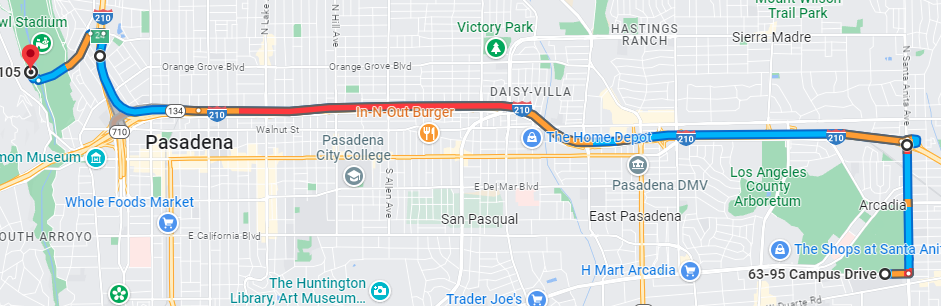 Mount Wilson
Trail Park
wl Stadium
210
N Lake
N Hill Ave
Victory Park
HASTINGS
RANCH
Sierra Madre
N Santa Anita Ave
105
Orange Grove Blvd
Orange Grove Blvd
DAISY-VILLA
134
210
In-N-Out Burger
210
710
Walnut St
The Home Depot
210
210
Pasadena
Pasadena
City College
mon Museum
Pasadena DMV
Los Angeles
County
Arboretum
S Allen Ave
E Del Mar Blvd
Whole Foods Market
San Pasqual
East Pasadena
Arcadia
OUTH ARROYO
E California Blvd
The Shops at Santa Anit
H Mart Arcadia
63-95 Campus Drive
The Huntington
Library, Art Museum...
Trader Joe's
W Duarte Rd